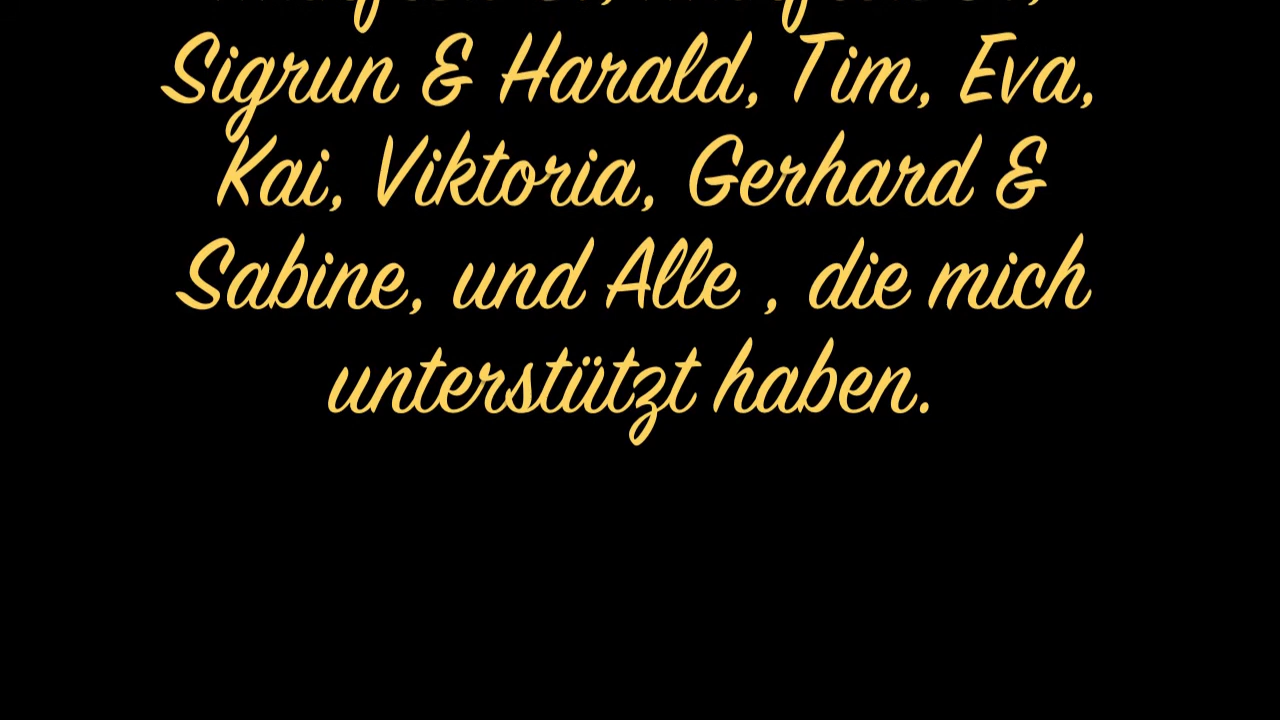 Sigrun & Harald, Tim, Eva,
Kai, Viktoria, Gerhard &
Sabine, und Alle , die mich
unterstützt haben.